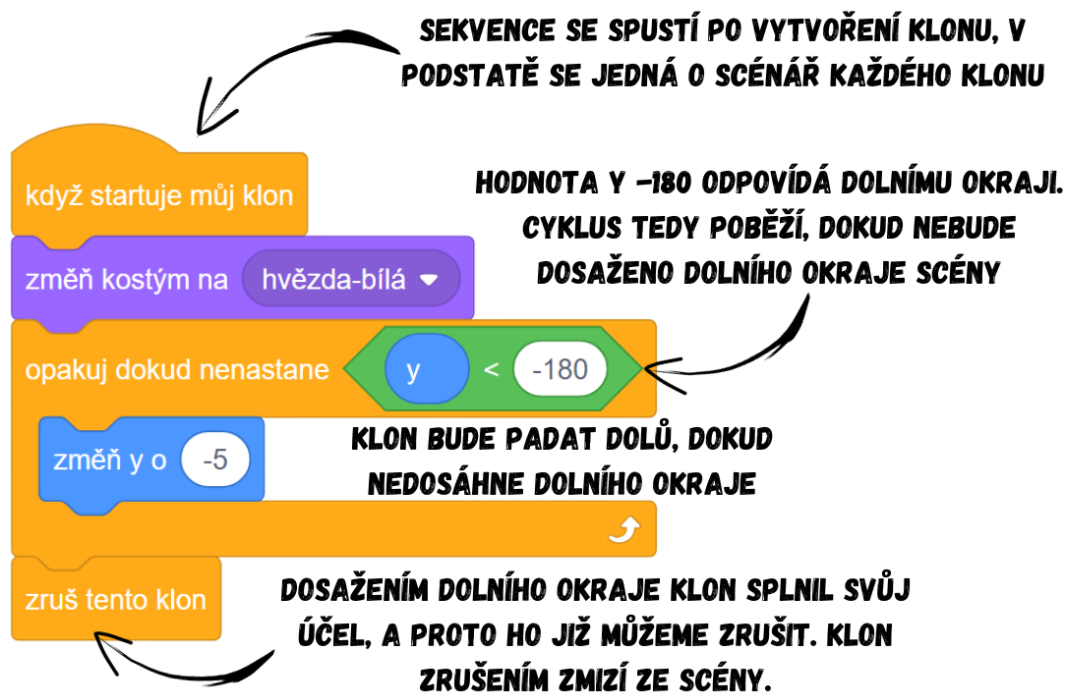 SEKVENCE SE SPUSTÍ PO VYTVOŘENÍ KLONU, V
PODSTATĚ SE JEDNÁ O SCÉNÁŘ KAŽDÉHO KLONU
když startuje můj klon
HODNOTA Y -180 ODPOVÍDÁ DOLNÍMU OKRAJI.
CYKLUS TEDY POBĚŽÍ, DOKUD NEBUDE
DOSAŽENO DOLNÍHO OKRAJE SCÉNY
změň kostým na hvězda-bílá
opakuj dokud nenastane y < -180
změň y o -5
KLON BUDE PADAT DOLŮ, DOKUD
NEDOSÁHNE DOLNÍHO OKRAJE
zruš tento klon
DOSAŽENÍM DOLNÍHO OKRAJE KLON SPLNIL SVŮJ
ÚČEL, A PROTO HO JIŽ MŮŽEME ZRUŠIT. KLON
ZRUŠENÍM ZMIZÍ ZE SCÉNY.